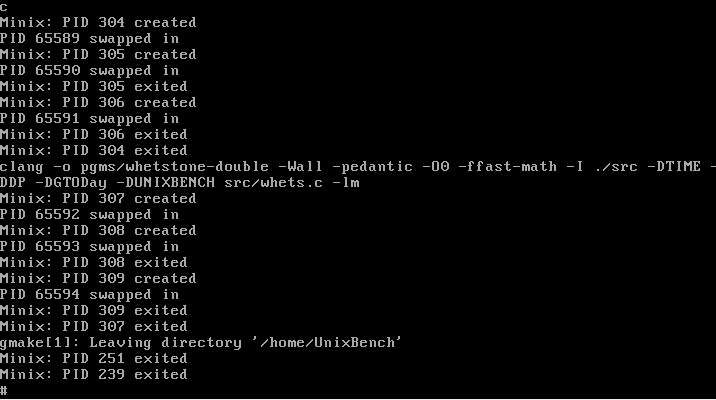 c
Minix: PID 304 created
PID 65589 swapped in
Minix: PID 305 created
PID 65590 swapped in
Minix: PID 305 exited
Minix: PID 306 created
PID 65591 swapped in
Minix: PID 306 exited
Minix: PID 304 exited
clang -o pgms/whetstone-double -Wall -pedantic -O0 -ffast-math -I ./src -DTIME -
DDP -DGTODay -DUNIXBENCH src/whets.c -lm
Minix: PID 307 created
PID 65592 swapped in
Minix: PID 308 created
PID 65593 swapped in
Minix: PID 308 exited
Minix: PID 309 created
PID 65594 swapped in
Minix: PID 309 exited
Minix: PID 307 exited
gmake[1]: Leaving directory '/home/UnixBench'
Minix: PID 251 exited
Minix: PID 239 exited
#